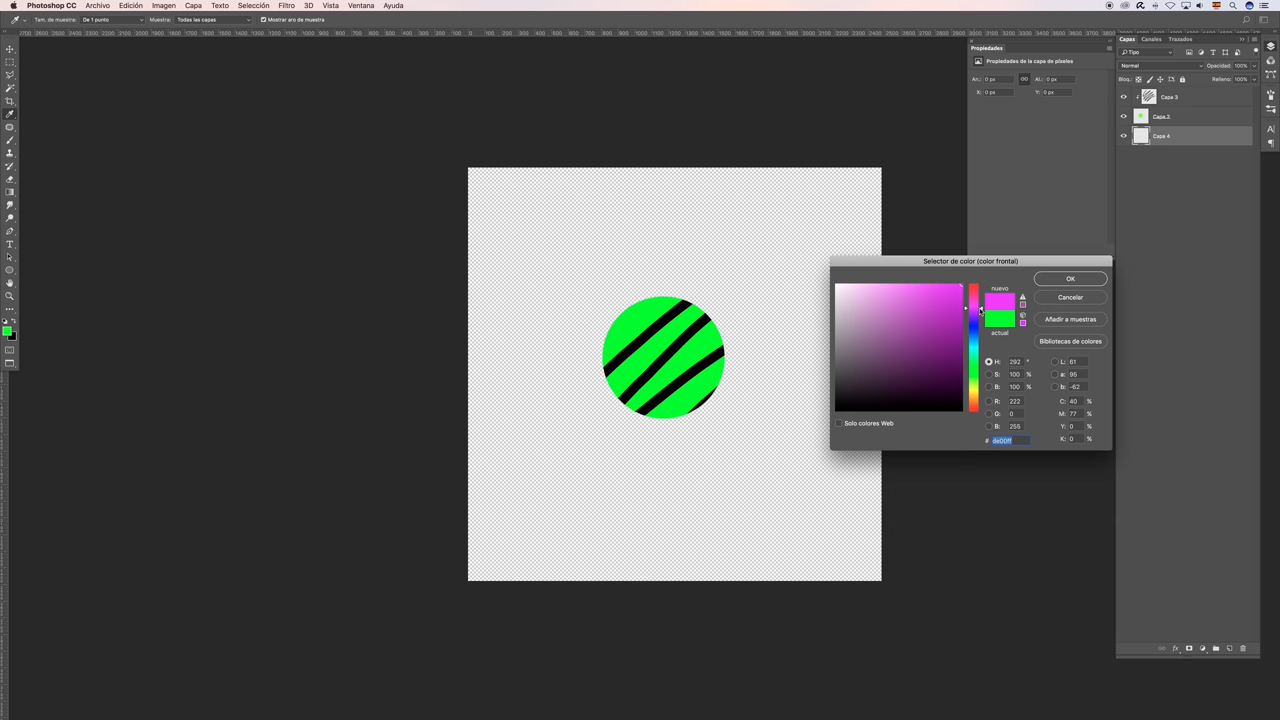 Photoshop CC Archivo Edición Imagen Capa Texto Selección Filtro 3D Vista Ventana Ayuda
Tam. de muestra: De 1 punto Muestra: Todas las capas Mostrar aro de muestra
Propiedades
Propiedades de la capa de píxeles
An.: 0 px Al.: 0 px
X: 0 px Y: 0 px
Capas Canales Trazados
Tipo
Normal Opacidad: 100%
Bloq.: Relleno: 100%
Capa 3
Capa 2
Capa 4
Selector de color (color frontal)
nuevo
actual
OK
Cancelar
Añadir a muestras
Bibliotecas de colores
H: 292 ° L: 61
S: 100 % a: 95
B: 100 % b: -62
R: 222 C: 40 %
G: 0 M: 77 %
B: 255 Y: 0 %
# de00ff K: 0 %
Solo colores Web